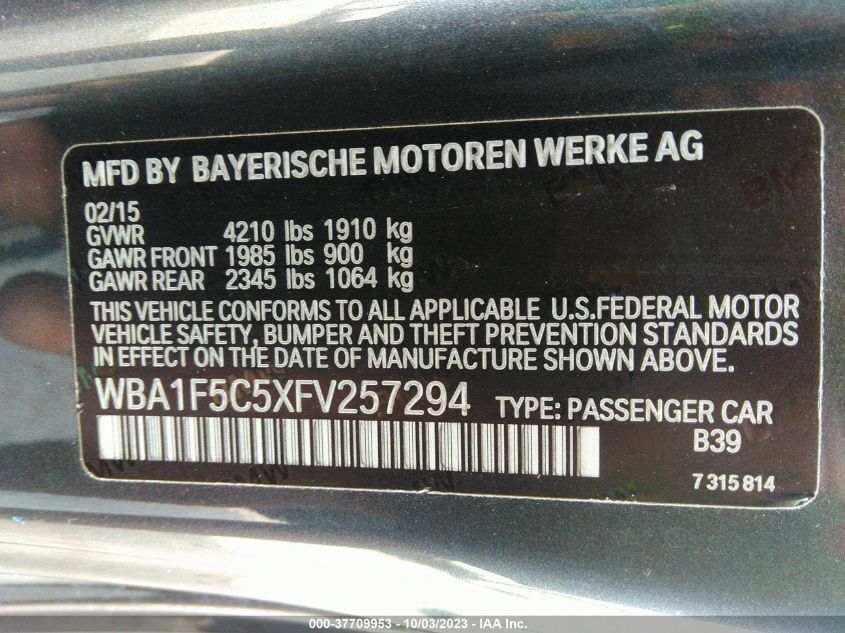 MFD BY BAYERISCHE MOTOREN WERKE AG
02/15
GVWR 4210 lbs 1910 kg
GAWR FRONT 1985 lbs 900 kg
GAWR REAR 2345 lbs 1064 kg
THIS VEHICLE CONFORMS TO ALL APPLICABLE U.S.FEDERAL MOTOR
VEHICLE SAFETY, BUMPER AND THEFT PREVENTION STANDARDS
IN EFFECT ON THE DATE OF MANUFACTURE SHOWN ABOVE.
WBA1F5C5XFV257294 TYPE: PASSENGER CAR
B39
7 315 814
000-37709953 | 10/03/2023 - IAA Inc.